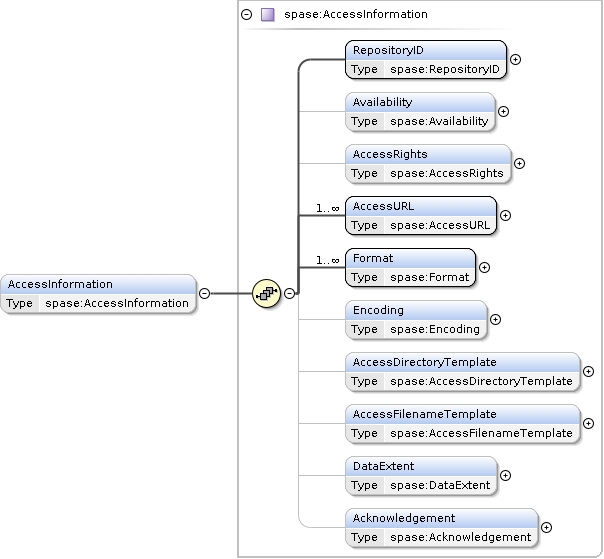 spase:AccessInformation
RepositoryID
Type spase:RepositoryID
Availability
Type spase:Availability
AccessRights
Type spase:AccessRights
1..∞
AccessURL
Type spase:AccessURL
1..∞
Format
Type spase:Format
AccessInformation
Type spase:AccessInformation
Encoding
Type spase:Encoding
AccessDirectoryTemplate
Type spase:AccessDirectoryTemplate
AccessFilenameTemplate
Type spase:AccessFilenameTemplate
DataExtent
Type spase:DataExtent
Acknowledgement
Type spase:Acknowledgement